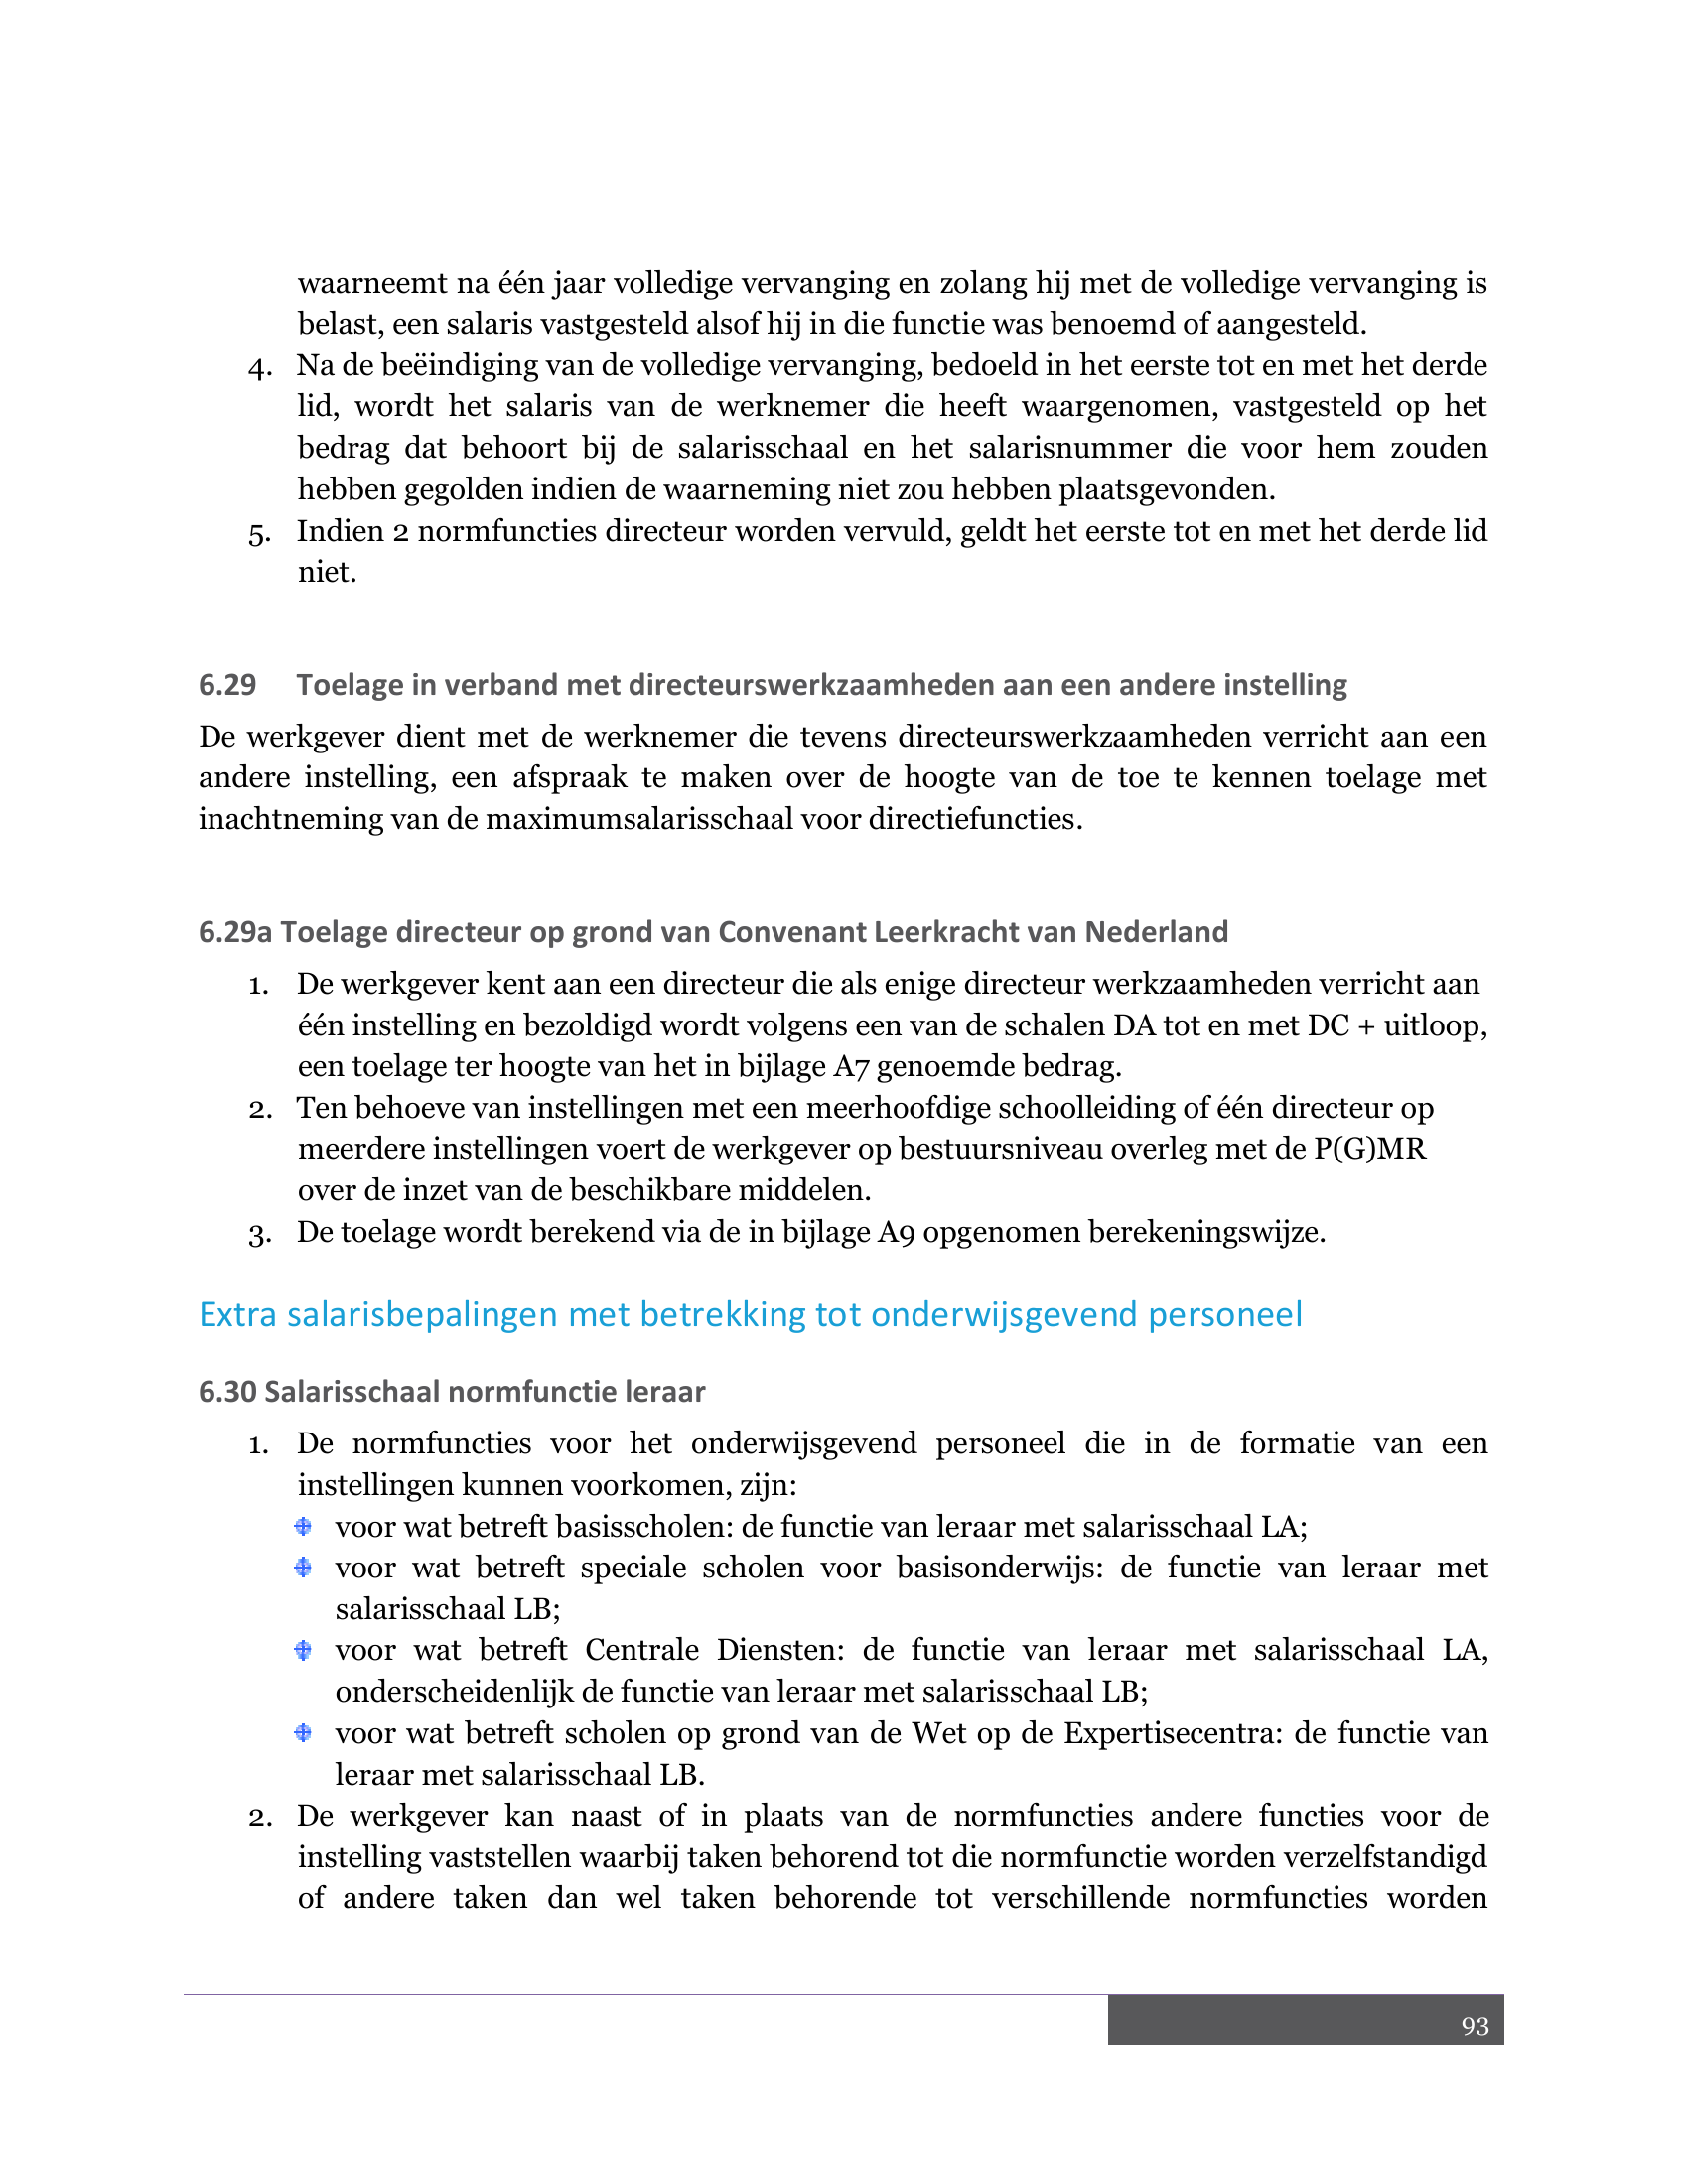 waarneemt na één jaar volledige vervanging en zolang hij met de volledige vervanging is
belast, een salaris vastgesteld alsof hij in die functie was benoemd of aangesteld.
4. Na de beëindiging van de volledige vervanging, bedoeld in het eerste tot en met het derde
lid, wordt het salaris van de werknemer die heeft waargenomen, vastgesteld op het
bedrag dat behoort bij de salarisschaal en het salarisnummer die voor hem zouden
hebben gegolden indien de waarneming niet zou hebben plaatsgevonden.
5. Indien 2 normfuncties directeur worden vervuld, geldt het eerste tot en met het derde lid
niet.
6.29 Toelage in verband met directeurswerkzaamheden aan een andere instelling
De werkgever dient met de werknemer die tevens directeurswerkzaamheden verricht aan een
andere instelling, een afspraak te maken over de hoogte van de toe te kennen toelage met
inachtneming van de maximumsalarisschaal voor directiefuncties.
6.29a Toelage directeur op grond van Convenant Leerkracht van Nederland
1. De werkgever kent aan een directeur die als enige directeur werkzaamheden verricht aan
één instelling en bezoldigd wordt volgens een van de schalen DA tot en met DC + uitloop,
een toelage ter hoogte van het in bijlage A7 genoemde bedrag.
2. Ten behoeve van instellingen met een meerhoofdige schoolleiding of één directeur op
meerdere instellingen voert de werkgever op bestuursniveau overleg met de P(G)MR
over de inzet van de beschikbare middelen.
3. De toelage wordt berekend via de in bijlage A9 opgenomen berekeningswijze.
Extra salarisbepalingen met betrekking tot onderwijsgevend personeel
6.30 Salarisschaal normfunctie leraar
1. De normfuncties voor het onderwijsgevend personeel die in de formatie van een
instellingen kunnen voorkomen, zijn:
voor wat betreft basisscholen: de functie van leraar met salarisschaal LA;
voor wat betreft speciale scholen voor basisonderwijs: de functie van leraar met
salarisschaal LB;
voor wat betreft Centrale Diensten: de functie van leraar met salarisschaal LA,
onderscheidenlijk de functie van leraar met salarisschaal LB;
voor wat betreft scholen op grond van de Wet op de Expertisecentra: de functie van
leraar met salarisschaal LB.
2. De werkgever kan naast of in plaats van de normfuncties andere functies voor de
instelling vaststellen waarbij taken behorend tot die normfunctie worden verzelfstandigd
of andere taken dan wel taken behorende tot verschillende normfuncties worden
93